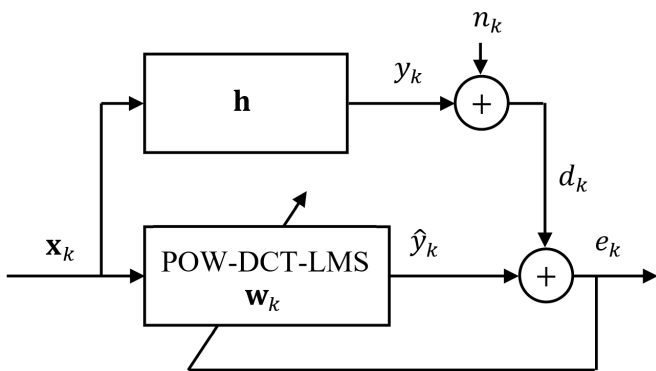 n_k
h
y_k
+
d_k
x_k
POW-DCT-LMS
w_k
ŷ_k
+
e_k